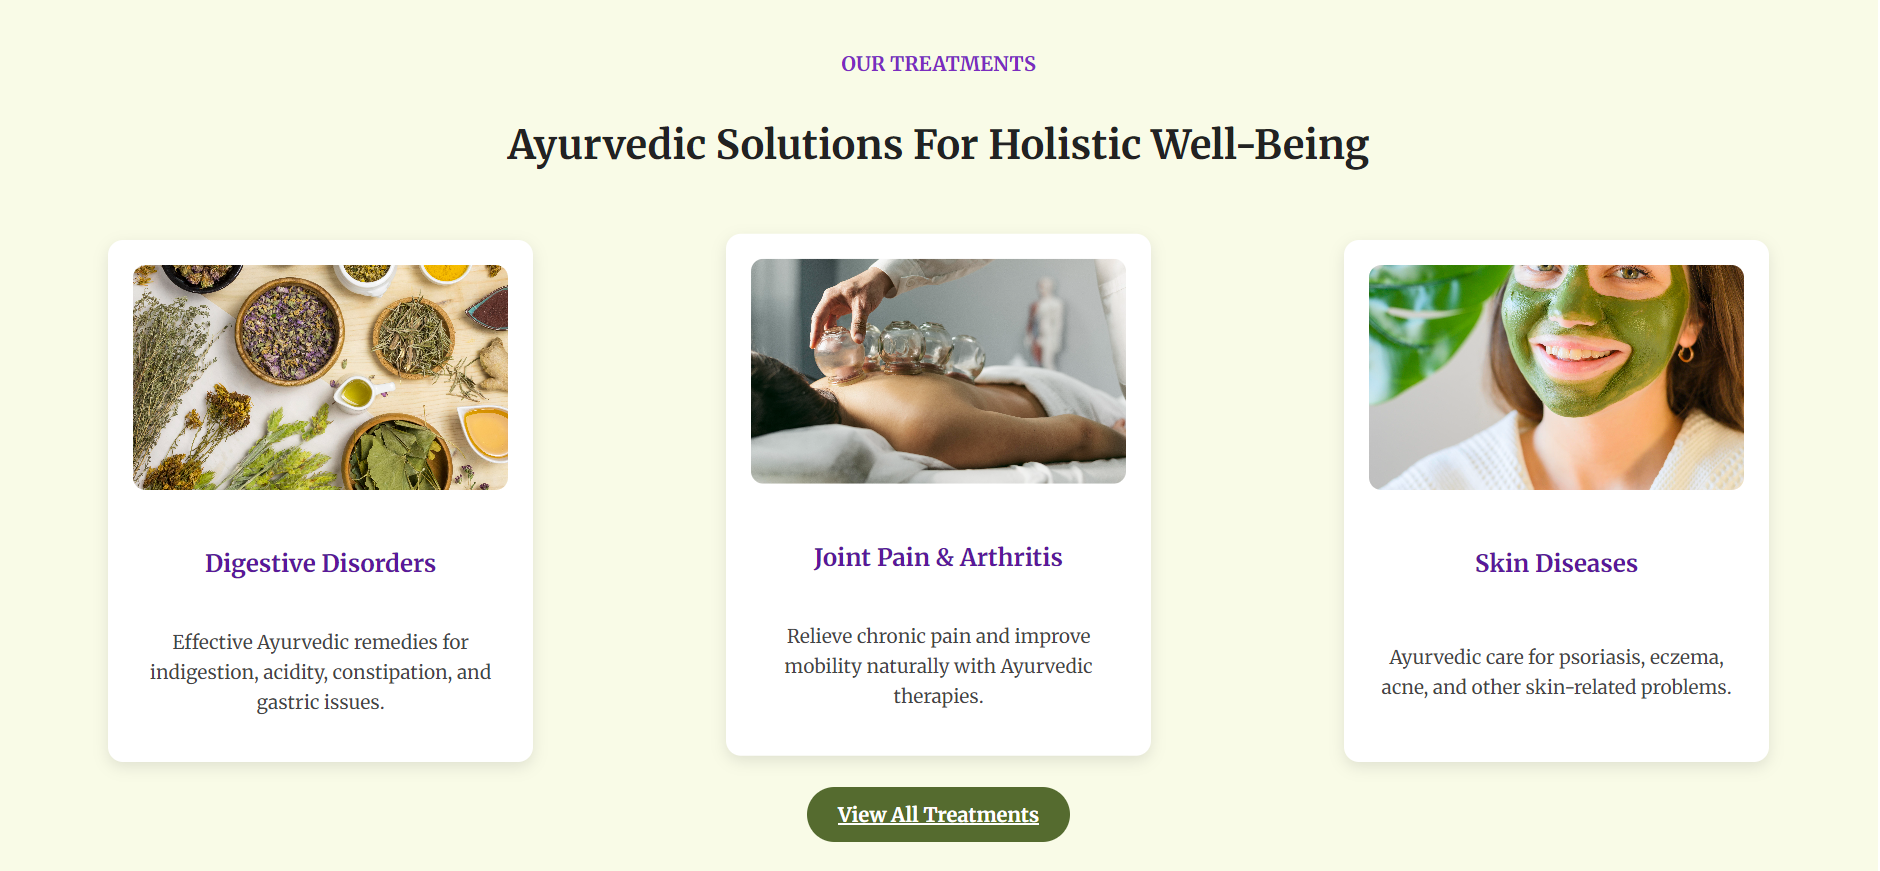 OUR TREATMENTS
Ayurvedic Solutions For Holistic Well-Being
Digestive Disorders
Effective Ayurvedic remedies for
indigestion, acidity, constipation, and
gastric issues.
Joint Pain & Arthritis
Relieve chronic pain and improve
mobility naturally with Ayurvedic
therapies.
Skin Diseases
Ayurvedic care for psoriasis, eczema,
acne, and other skin-related problems.
View All Treatments